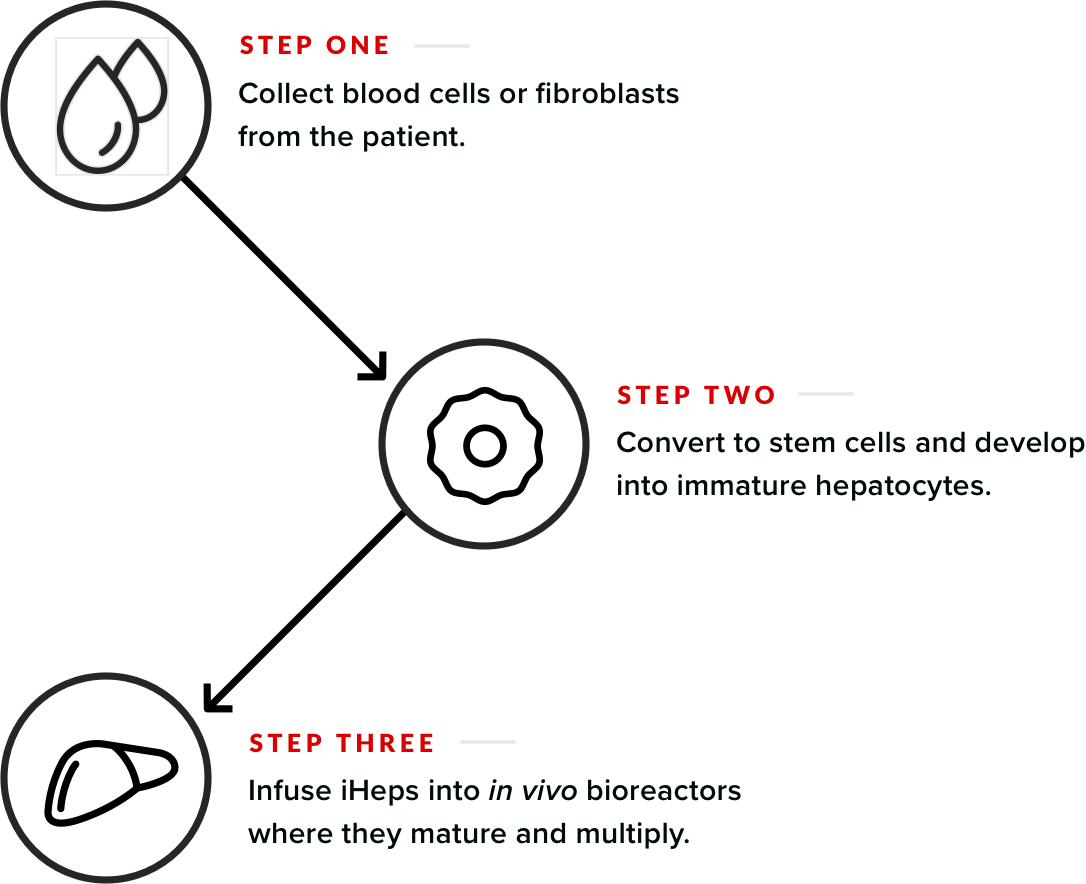 STEP ONE
Collect blood cells or fibroblasts
from the patient.
STEP TWO
Convert to stem cells and develop
into immature hepatocytes.
STEP THREE
Infuse iHeps into in vivo bioreactors
where they mature and multiply.